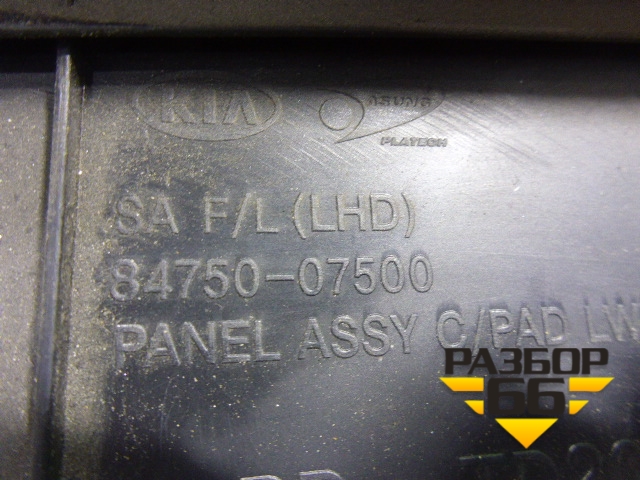 KIA
PLATECH
SA F/L (LHD)
84750-07500
PANEL ASSY C/PAD LW
РАЗБОР
66